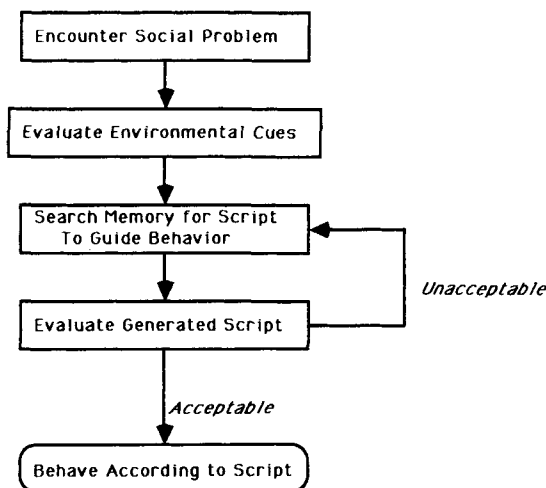 Encounter Social Problem
Evaluate Environmental Cues
Search Memory for Script
To Guide Behavior
Unacceptable
Evaluate Generated Script
Acceptable
Behave According to Script